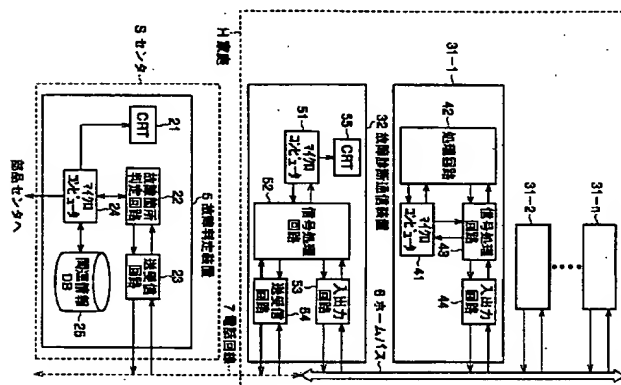 H 家庭
31-1
42
処理回路
マイクロコンピュータ
41
信号処理回路
43
44
入出力回路
31-2
31-n
32 故障診断通信装置
55
CRT
51
マイクロコンピュータ
52
信号処理回路
53
入出力回路
54
送受信回路
6 ホームバス
7 電話回線
S センタ
5 故障判定装置
21
CRT
22
故障箇所判定回路
23
送受信回路
マイクロコンピュータ
24
関連情報DB
25
部品センタへ